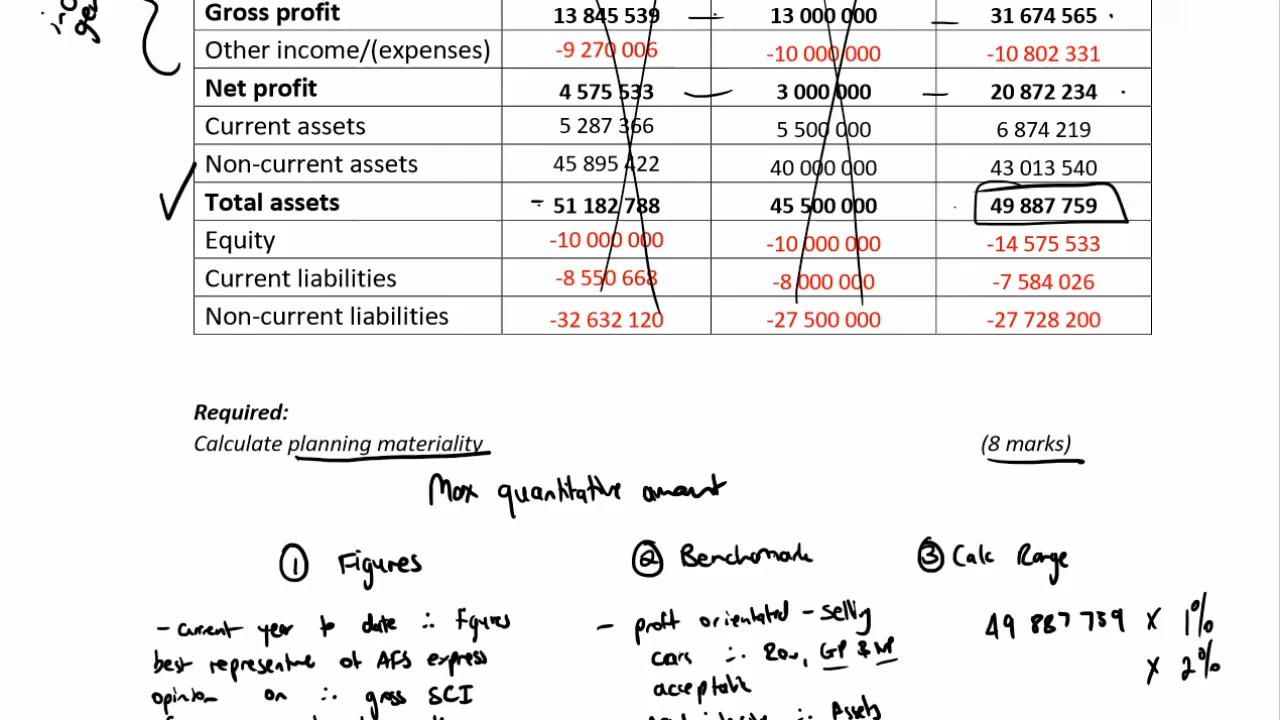 Gross profit 13 845 539 13 000 000 31 674 565
Other income/(expenses) -9 270 006 -10 000 000 -10 802 331
Net profit 4 575 533 3 000 000 20 872 234
Current assets 5 287 366 5 500 000 6 874 219
Non-current assets 45 895 422 40 000 000 43 013 540
Total assets 51 182 788 45 500 000 49 887 759
Equity -10 000 000 -10 000 000 -14 575 533
Current liabilities -8 550 668 -8 000 000 -7 584 026
Non-current liabilities -32 632 120 -27 500 000 -27 728 200
Required:
Calculate planning materiality (8 marks)
Max quantitative amount
① Figures ② Benchmark ③ Calc Range
- current year to date ∴ figures
best representive of AFS express
opinion on ∴ gross SCI
- profit orientated - selling
cars ∴ Rev, GP & NP
acceptable
∴ Assets
49 887 759 x 1%
x 2%